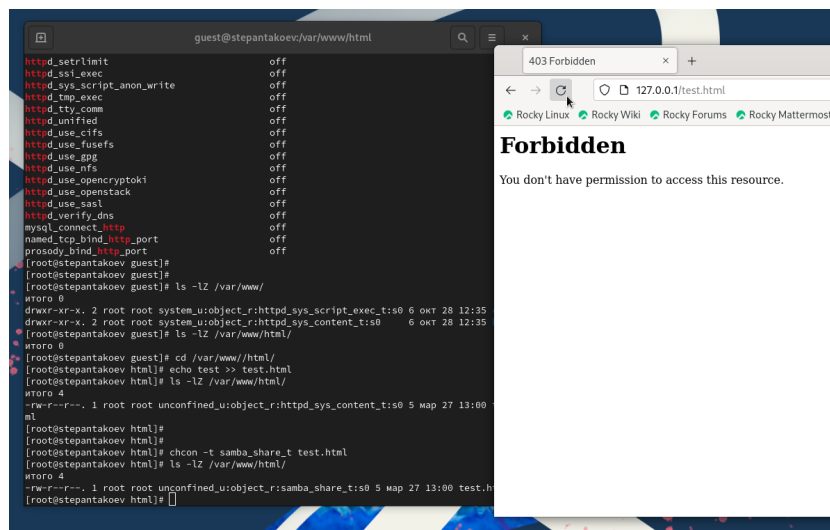 guest@stepantakoev:/var/www/html
httpd_setrlimit off
httpd_ssi_exec off
httpd_sys_script_anon_write off
httpd_tmp_exec off
httpd_tty_comm off
httpd_unified off
httpd_use_cifs off
httpd_use_fusefs off
httpd_use_gpg off
httpd_use_nfs off
httpd_use_opencryptoki off
httpd_use_openstack off
httpd_use_sasl off
httpd_verify_dns off
mysql_connect_http off
named_tcp_bind_http_port off
prosody_bind_http_port off
[root@stepantakoev guest]#
[root@stepantakoev guest]#
[root@stepantakoev guest]# ls -lZ /var/www/
итого 0
drwxr-xr-x. 2 root root system_u:object_r:httpd_sys_script_exec_t:s0 6 окт 28 12:35
drwxr-xr-x. 2 root root system_u:object_r:httpd_sys_content_t:s0 6 окт 28 12:35
[root@stepantakoev guest]# ls -lZ /var/www/html/
итого 0
[root@stepantakoev guest]# cd /var/www//html/
[root@stepantakoev html]# echo test >> test.html
[root@stepantakoev html]# ls -lZ /var/www/html/
итого 4
-rw-r--r--. 1 root root unconfined_u:object_r:httpd_sys_content_t:s0 5 мар 27 13:00
ml
[root@stepantakoev html]#
[root@stepantakoev html]#
[root@stepantakoev html]# chcon -t samba_share_t test.html
[root@stepantakoev html]# ls -lZ /var/www/html/
итого 4
-rw-r--r--. 1 root root unconfined_u:object_r:samba_share_t:s0 5 мар 27 13:00 test.h
[root@stepantakoev html]#
403 Forbidden
127.0.0.1/test.html
Rocky Linux Rocky Wiki Rocky Forums Rocky Mattermost
Forbidden
You don't have permission to access this resource.